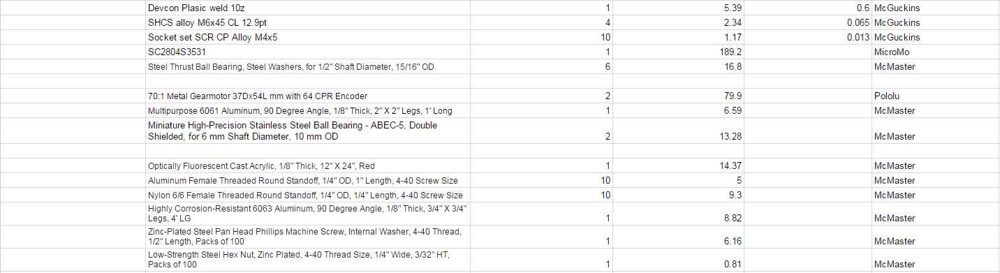 Devcon Plasic weld 10z 1 5.39 0.6 McGuckins
SHCS alloy M6x45 CL 12.9pt 4 2.34 0.065 McGuckins
Socket set SCR CP Alloy M4x5 10 1.17 0.013 McGuckins
SC2804S3531 1 189.2 MicroMo
Steel Thrust Ball Bearing, Steel Washers, for 1/2" Shaft Diameter, 15/16" OD 6 16.8 McMaster
70:1 Metal Gearmotor 37Dx54L mm with 64 CPR Encoder 2 79.9 Pololu
Multipurpose 6061 Aluminum, 90 Degree Angle, 1/8" Thick, 2" X 2" Legs, 1' Long 1 6.59 McMaster
Miniature High-Precision Stainless Steel Ball Bearing - ABEC-5, Double
Shielded, for 6 mm Shaft Diameter, 10 mm OD 2 13.28 McMaster
Optically Fluorescent Cast Acrylic, 1/8" Thick, 12" X 24", Red 1 14.37 McMaster
Aluminum Female Threaded Round Standoff, 1/4" OD, 1" Length, 4-40 Screw Size 10 5 McMaster
Nylon 6/6 Female Threaded Round Standoff, 1/4" OD, 1/4" Length, 4-40 Screw Size 10 9.3 McMaster
Highly Corrosion-Resistant 6063 Aluminum, 90 Degree Angle, 1/8" Thick, 3/4" X 3/4"
Legs, 4' LG 1 8.82 McMaster
Zinc-Plated Steel Pan Head Phillips Machine Screw, Internal Washer, 4-40 Thread,
1/2" Length, Packs of 100 1 6.16 McMaster
Low-Strength Steel Hex Nut, Zinc Plated, 4-40 Thread Size, 1/4" Wide, 3/32" HT,
Packs of 100 1 0.81 McMaster